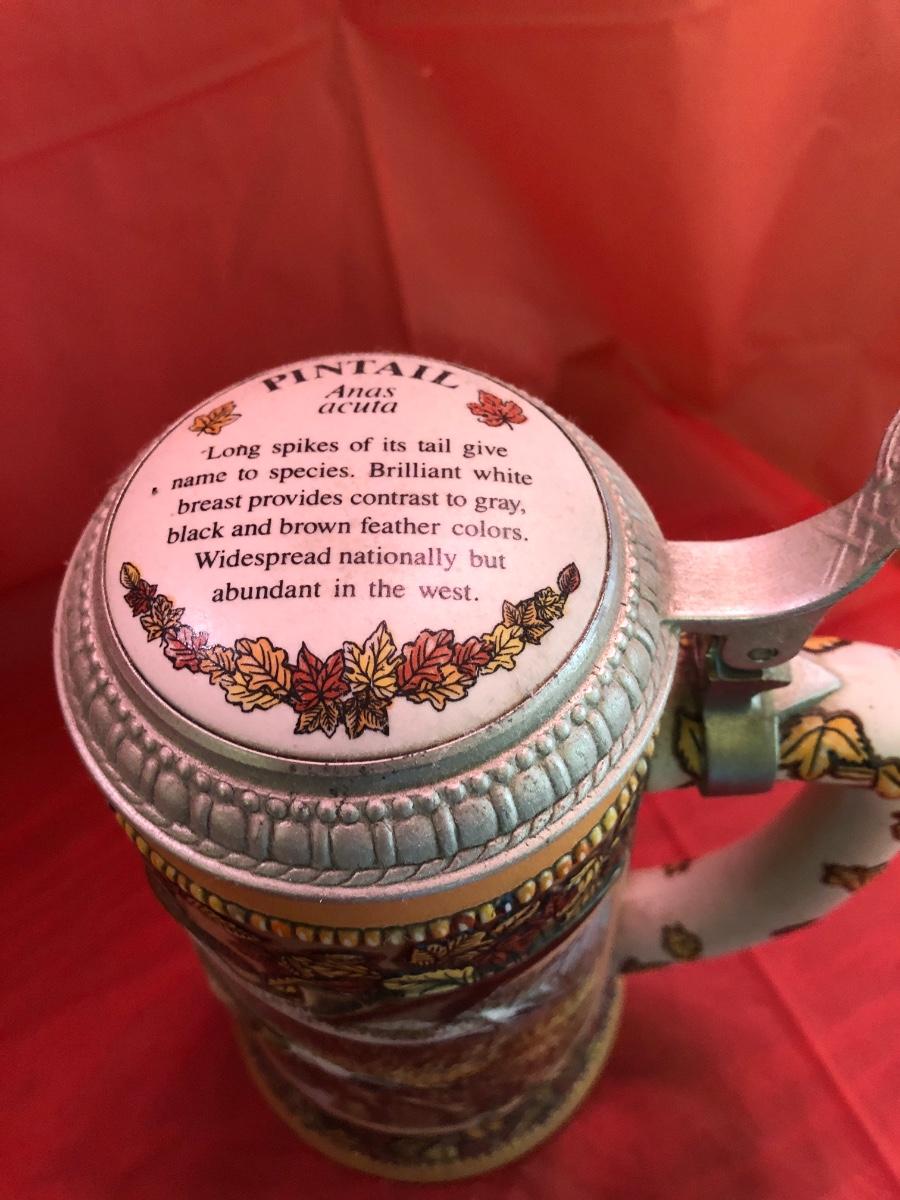 PINTAIL
Anas
acuta
Long spikes of its tail give
name to species. Brilliant white
breast provides contrast to gray,
black and brown feather colors.
Widespread nationally but
abundant in the west.